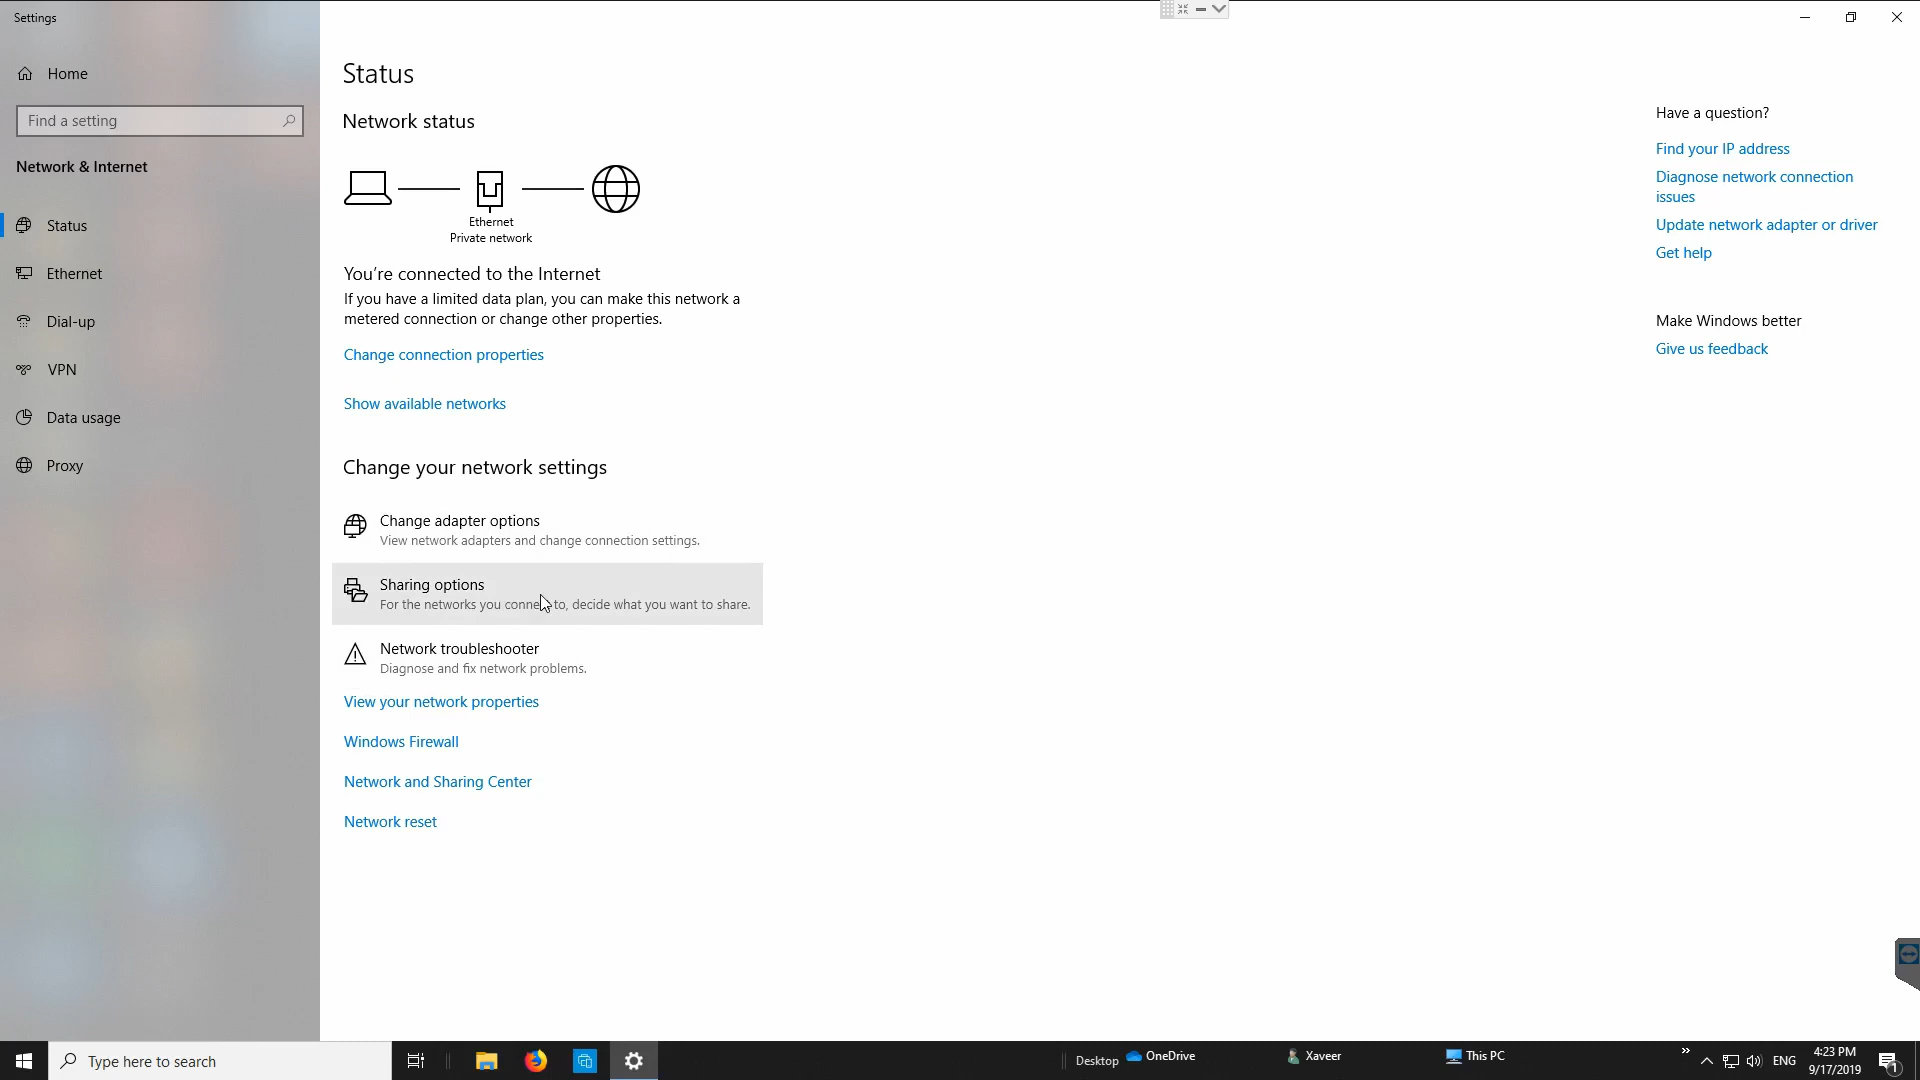 Settings
Home
Find a setting
Network & Internet
Status
Ethernet
Dial-up
VPN
Data usage
Proxy
Status
Network status
Ethernet
Private network
You're connected to the Internet
If you have a limited data plan, you can make this network a
metered connection or change other properties.
Change connection properties
Show available networks
Change your network settings
Change adapter options
View network adapters and change connection settings.
Sharing options
For the networks you connect to, decide what you want to share.
Network troubleshooter
Diagnose and fix network problems.
View your network properties
Windows Firewall
Network and Sharing Center
Network reset
Have a question?
Find your IP address
Diagnose network connection
issues
Update network adapter or driver
Get help
Make Windows better
Give us feedback
Type here to search
Desktop
OneDrive
Xaveer
This PC
»
ENG
4:23 PM
9/17/2019
1